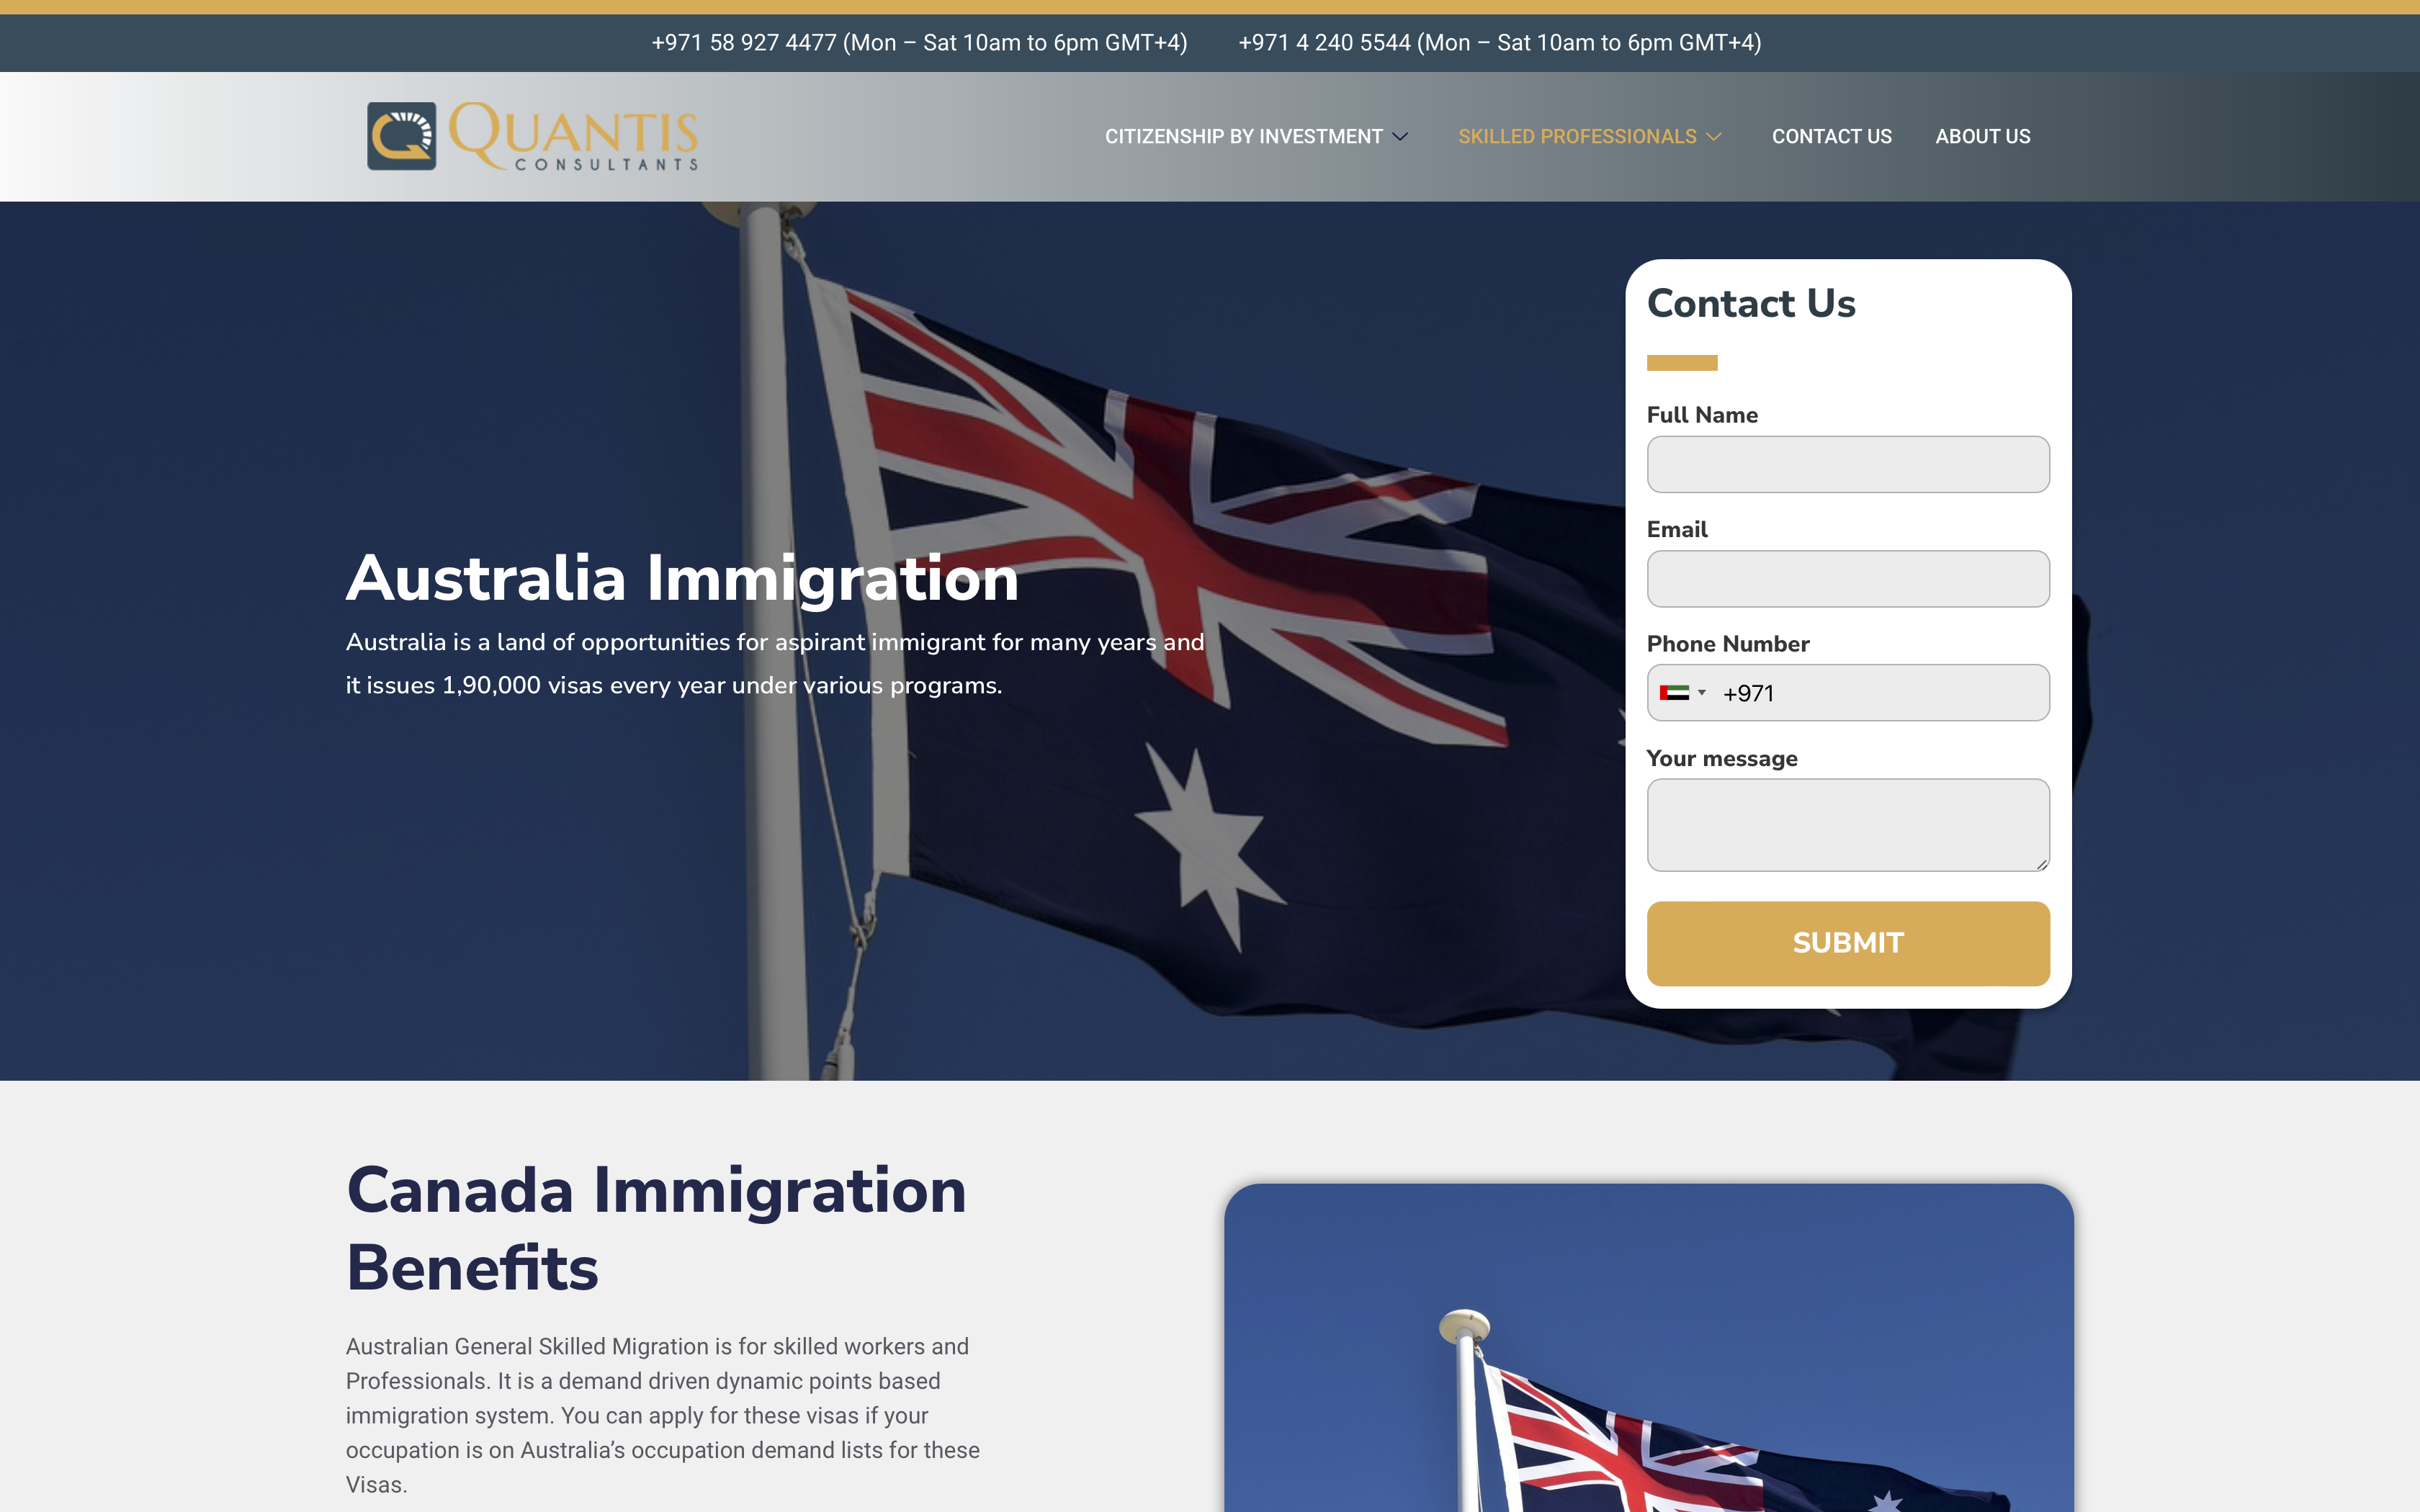 +971 58 927 4477 (Mon – Sat 10am to 6pm GMT+4) +971 4 240 5544 (Mon – Sat 10am to 6pm GMT+4)
QUANTIS
CONSULTANTS
CITIZENSHIP BY INVESTMENT SKILLED PROFESSIONALS CONTACT US ABOUT US
Australia Immigration
Australia is a land of opportunities for aspirant immigrant for many years and
it issues 1,90,000 visas every year under various programs.
Contact Us
Full Name
Email
Phone Number
+971
Your message
SUBMIT
Canada Immigration
Benefits
Australian General Skilled Migration is for skilled workers and
Professionals. It is a demand driven dynamic points based
immigration system. You can apply for these visas if your
occupation is on Australia’s occupation demand lists for these
Visas.